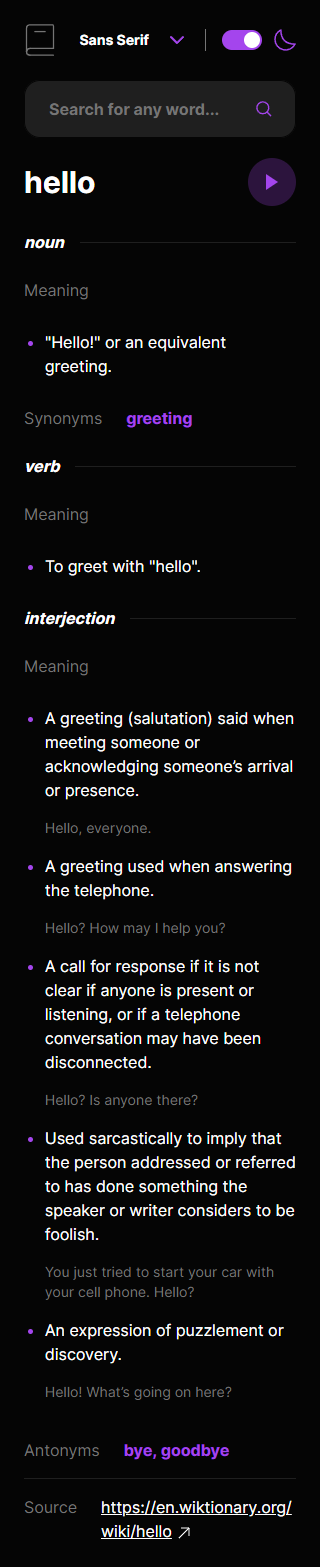 Sans Serif
Search for any word...
hello
noun
Meaning
"Hello!" or an equivalent
greeting.
Synonyms greeting
verb
Meaning
To greet with "hello".
interjection
Meaning
A greeting (salutation) said when
meeting someone or
acknowledging someone’s arrival
or presence.
Hello, everyone.
A greeting used when answering
the telephone.
Hello? How may I help you?
A call for response if it is not
clear if anyone is present or
listening, or if a telephone
conversation may have been
disconnected.
Hello? Is anyone there?
Used sarcastically to imply that
the person addressed or referred
to has done something the
speaker or writer considers to be
foolish.
You just tried to start your car with
your cell phone. Hello?
An expression of puzzlement or
discovery.
Hello! What’s going on here?
Antonyms bye, goodbye
Source https://en.wiktionary.org/
wiki/hello